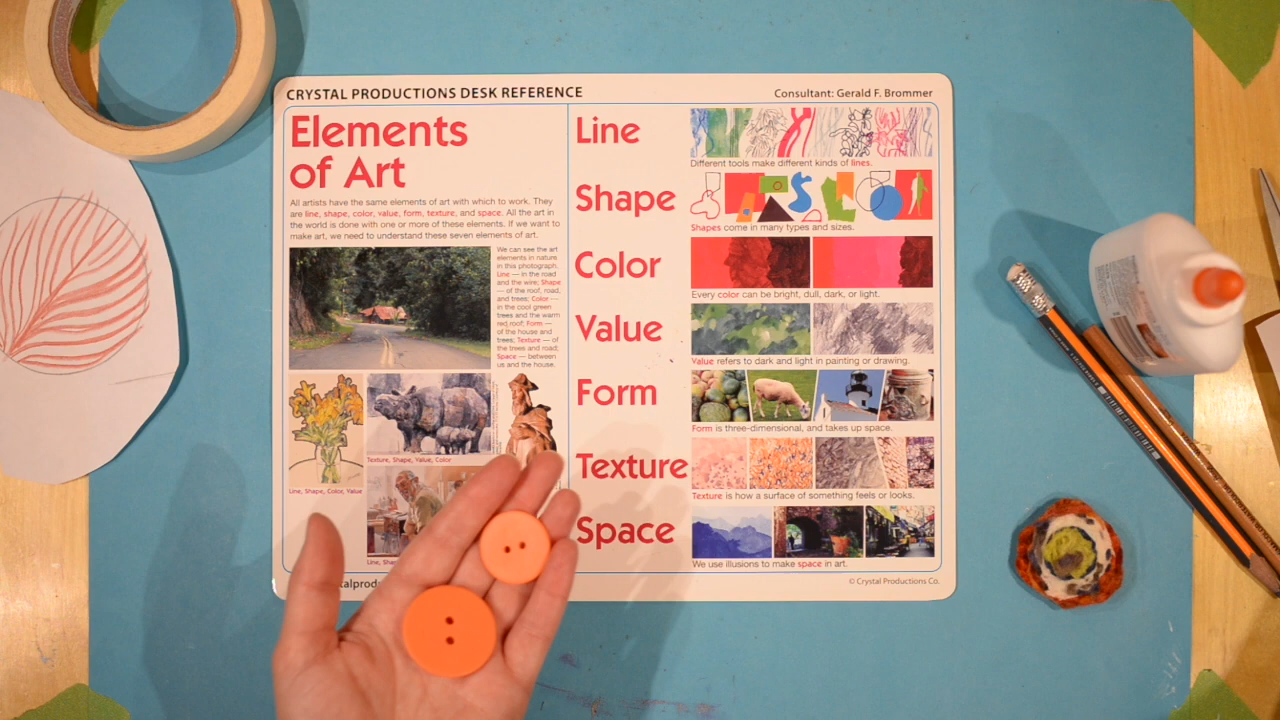 CRYSTAL PRODUCTIONS DESK REFERENCE
Consultant: Gerald F. Brommer
Elements
of Art
All artists have the same elements of art with which to work. They
are line, shape, color, value, form, texture, and space. All the art in
the world is done with one or more of these elements. If we want to
make art, we need to understand these seven elements of art.
We can see the art
elements in nature
in this photograph.
Line — in the road
and the wire; Shape
— of the roof, road,
and trees; Color —
in the cool green
trees and the warm
red roof; Form —
of the house and
trees; Texture — of
the trees and road;
Space — between
us and the house.
Line, Shape, Color, Value
Texture, Shape, Value, Color
Line
Different tools make different kinds of lines.
Shape
Shapes come in many types and sizes.
Color
Every color can be bright, dull, dark, or light.
Value
Value refers to dark and light in painting or drawing.
Form
Form is three-dimensional, and takes up space.
Texture
Texture is how a surface of something feels or looks.
Space
We use illusions to make space in art.
© Crystal Productions Co.